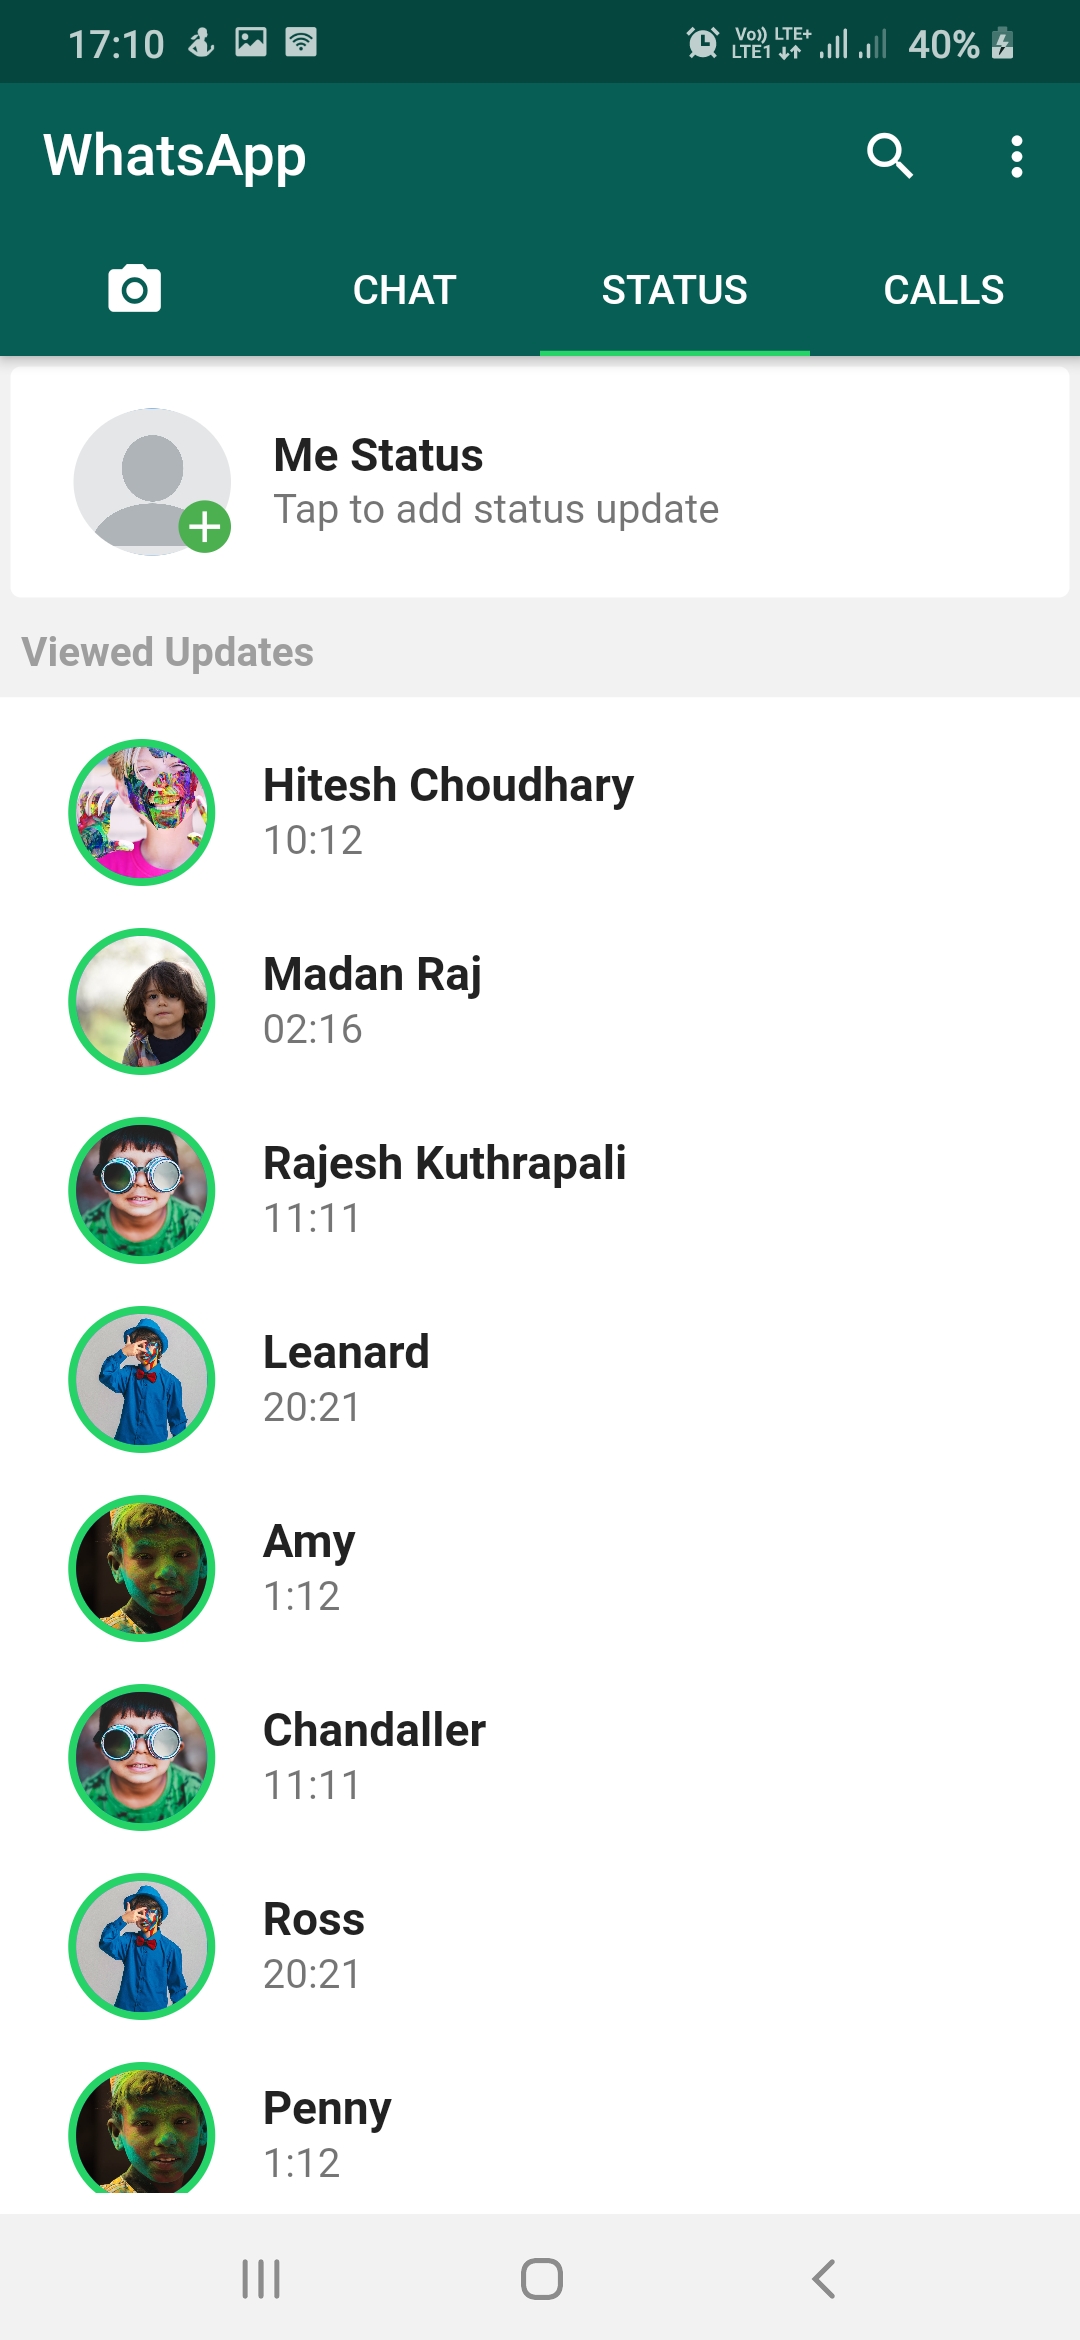 17:10 Vo)) LTE+ LTE1 40%
WhatsApp
CHAT STATUS CALLS
Me Status
Tap to add status update
Viewed Updates
Hitesh Choudhary
10:12
Madan Raj
02:16
Rajesh Kuthrapali
11:11
Leanard
20:21
Amy
1:12
Chandaller
11:11
Ross
20:21
Penny
1:12